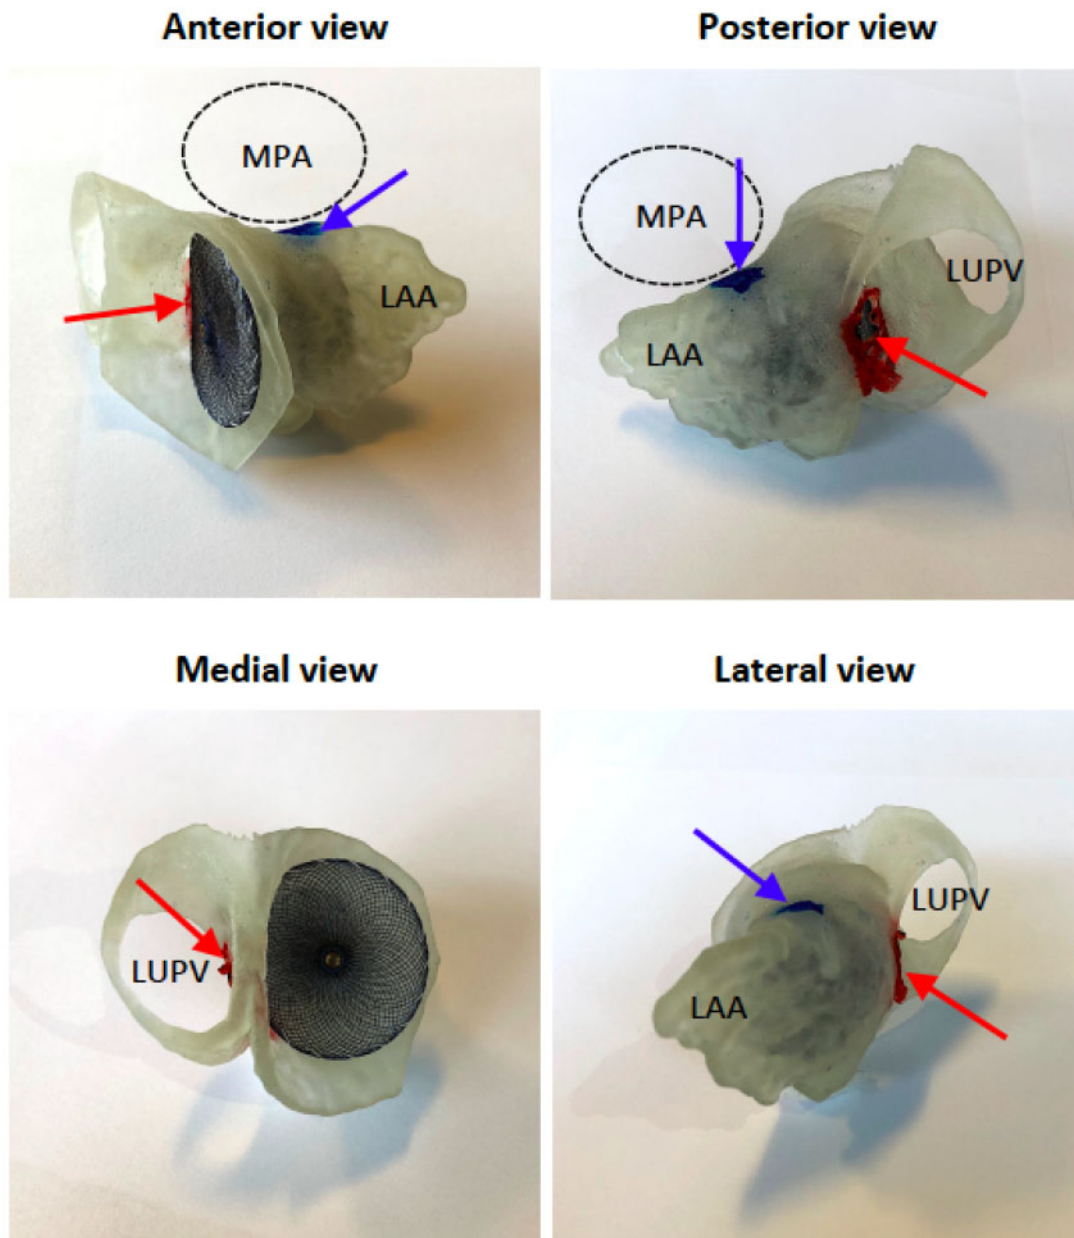 Anterior view
Posterior view
MPA
LAA
MPA
LAA
LUPV
Medial view
Lateral view
LUPV
LUPV
LAA